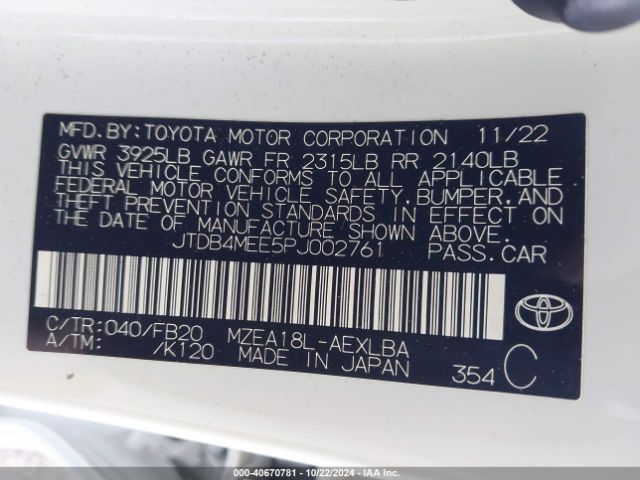 MFD.BY:TOYOTA MOTOR CORPORATION 11/22
GVWR 3925LB GAWR FR 2315LB RR 2140LB
THIS VEHICLE CONFORMS TO ALL APPLICABLE
FEDERAL MOTOR VEHICLE SAFETY,BUMPER,AND
THEFT PREVENTION STANDARDS IN EFFECT ON
THE DATE OF MANUFACTURE SHOWN ABOVE.
JTDB4MEE5PJ002761 PASS.CAR
C/TR:040/FB20 MZEA18L-AEXLBA
A/TM: /K120 MADE IN JAPAN 354 C
TOYOTA
000-40670781 - 10/22/2024 - IAA Inc.